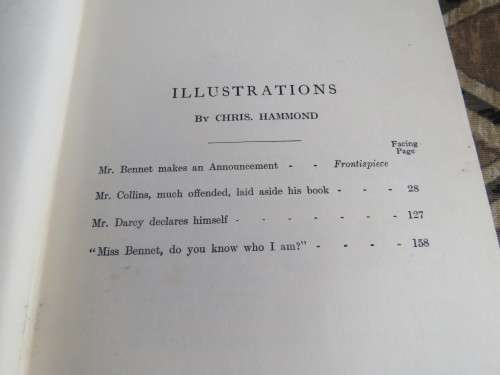 ILLUSTRATIONS
By CHRIS. HAMMOND
Facing
Page
Mr. Bennet makes an Announcement - - Frontispiece
Mr. Collins, much offended, laid aside his book - - - 28
Mr. Darcy declares himself - - - - - - - 127
“Miss Bennet, do you know who I am?” - - - - 158